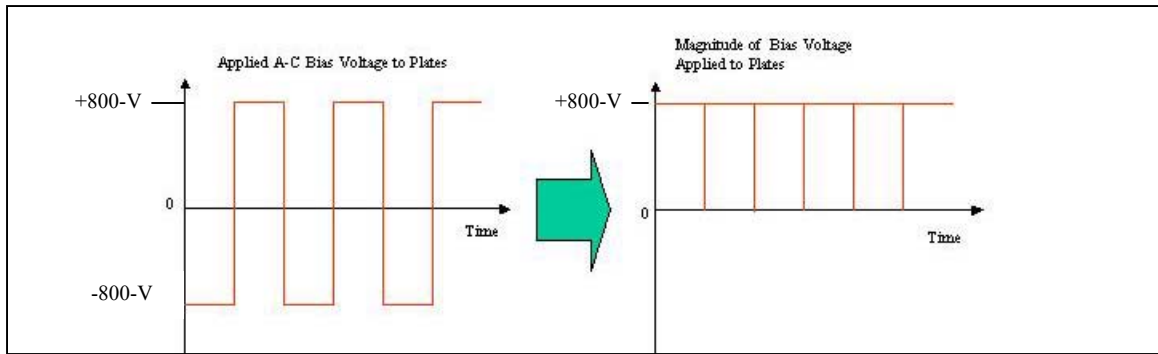 Applied A-C Bias Voltage to Plates
+800-V
0
Time
-800-V
Magnitude of Bias Voltage
Applied to Plates
+800-V
0
Time